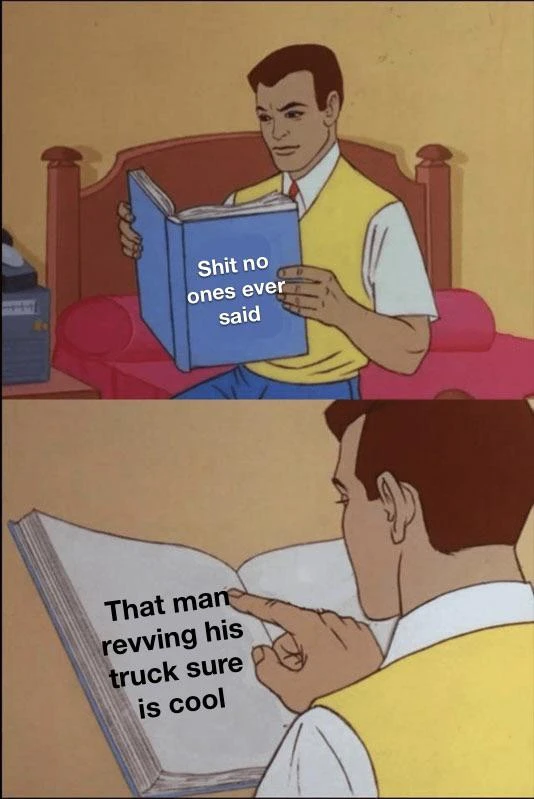 Shit no
ones ever
said
That man
revving his
truck sure
is cool